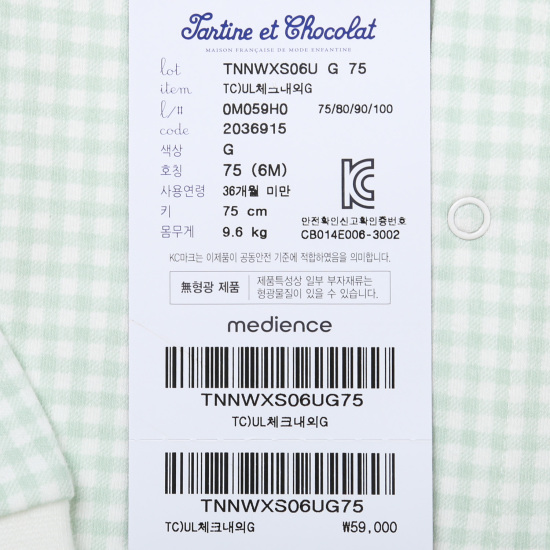 Tartine et Chocolat
MAISON FRANÇAISE DE MODE ENFANTINE
lot TNNWXS06U G 75
item TC)UL체크내의G
l/# 0M059H0 75/80/90/100
code 2036915
색상 G
호칭 75 (6M)
사용연령 36개월 미만
키 75 cm
몸무게 9.6 kg
안전확인신고확인증번호
CB014E006-3002
KC마크는 이제품이 공통안전 기준에 적합하였음을 의미합니다.
無형광 제품
제품특성상 일부 부자재류는
형광물질이 있을 수 있습니다.
medience
TNNWXS06UG75
TC)UL체크내의G
TNNWXS06UG75
TC)UL체크내의G ₩59,000